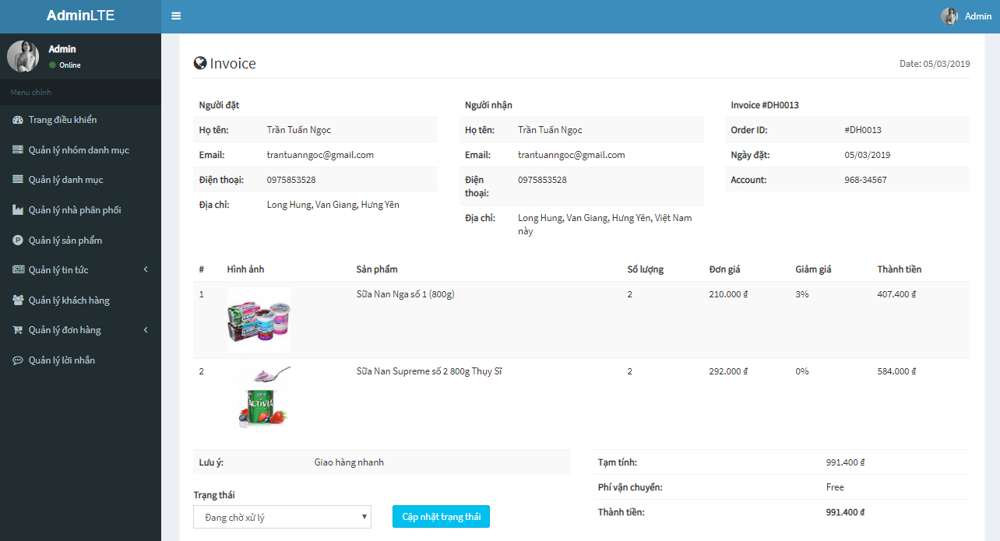 AdminLTE
Admin
Admin
Online
Menu chính
Trang điều khiển
Quản lý nhóm danh mục
Quản lý danh mục
Quản lý nhà phân phối
Quản lý sản phẩm
Quản lý tin tức
Quản lý khách hàng
Quản lý đơn hàng
Quản lý lời nhắn
Invoice
Date: 05/03/2019
Người đặt
Họ tên: Trần Tuấn Ngọc
Email: trantuanngoc@gmail.com
Điện thoại: 0975853528
Địa chỉ: Long Hung, Van Giang, Hưng Yên
Người nhận
Họ tên: Trần Tuấn Ngọc
Email: trantuanngoc@gmail.com
Điện 0975853528
thoại:
Địa chỉ: Long Hung, Van Giang, Hưng Yên, Việt Nam
này
Invoice #DH0013
Order ID: #DH0013
Ngày đặt: 05/03/2019
Account: 968-34567
# Hình ảnh Sản phẩm Số lượng Đơn giá Giảm giá Thành tiền
1 Sữa Nan Nga số 1 (800g) 2 210.000 ₫ 3% 407.400 ₫
2 Sữa Nan Supreme số 2 800g Thụy Sĩ 2 292.000 ₫ 0% 584.000 ₫
ACTIVIA
Lưu ý: Giao hàng nhanh
Trạng thái
Đang chờ xử lý
Cập nhật trạng thái
Tạm tính: 991.400 ₫
Phí vận chuyển: Free
Thành tiền: 991.400 ₫